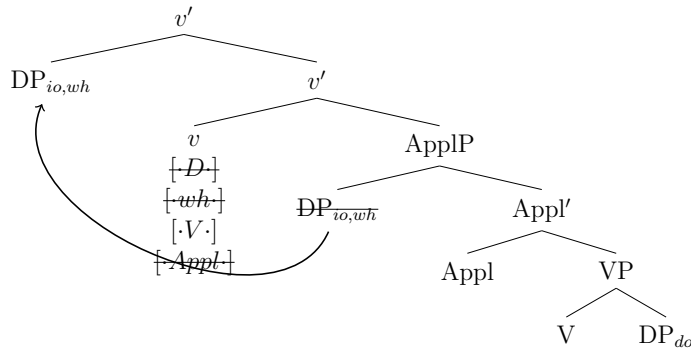 v′
DP io,wh
v′
v
ApplP
[·D·]
[·wh·]
DP io,wh
Appl′
[·V·]
[·Appl·]
Appl
VP
V
DP do